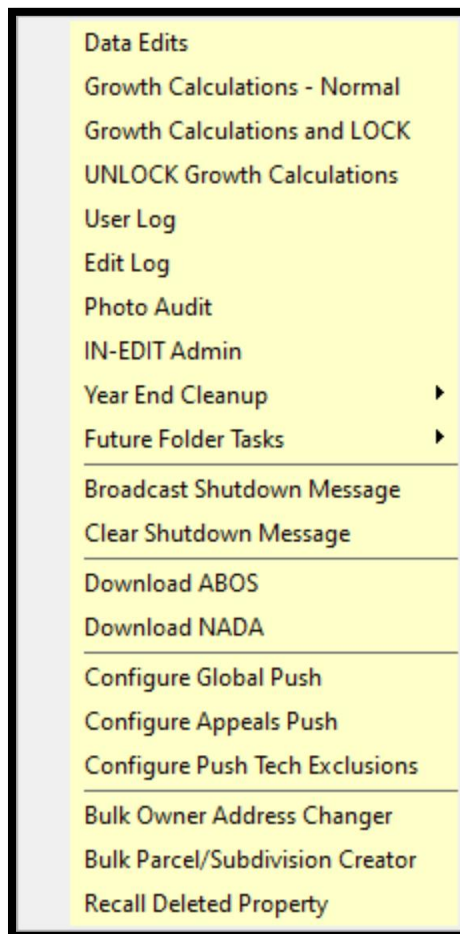 Data Edits
Growth Calculations - Normal
Growth Calculations and LOCK
UNLOCK Growth Calculations
User Log
Edit Log
Photo Audit
IN-EDIT Admin
Year End Cleanup
Future Folder Tasks
Broadcast Shutdown Message
Clear Shutdown Message
Download ABOS
Download NADA
Configure Global Push
Configure Appeals Push
Configure Push Tech Exclusions
Bulk Owner Address Changer
Bulk Parcel/Subdivision Creator
Recall Deleted Property